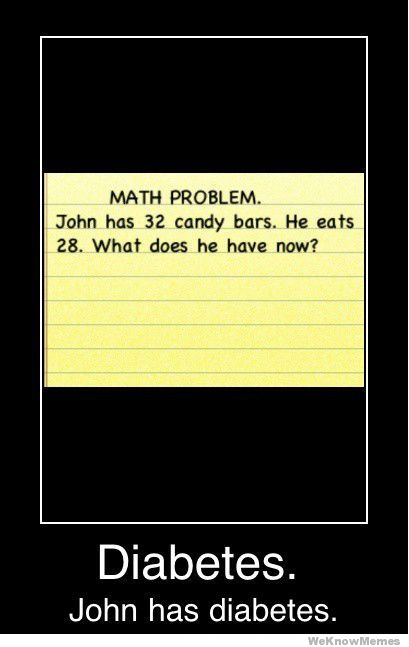 MATH PROBLEM.
John has 32 candy bars. He eats
28. What does he have now?
Diabetes.
John has diabetes.
WeKnowMemes